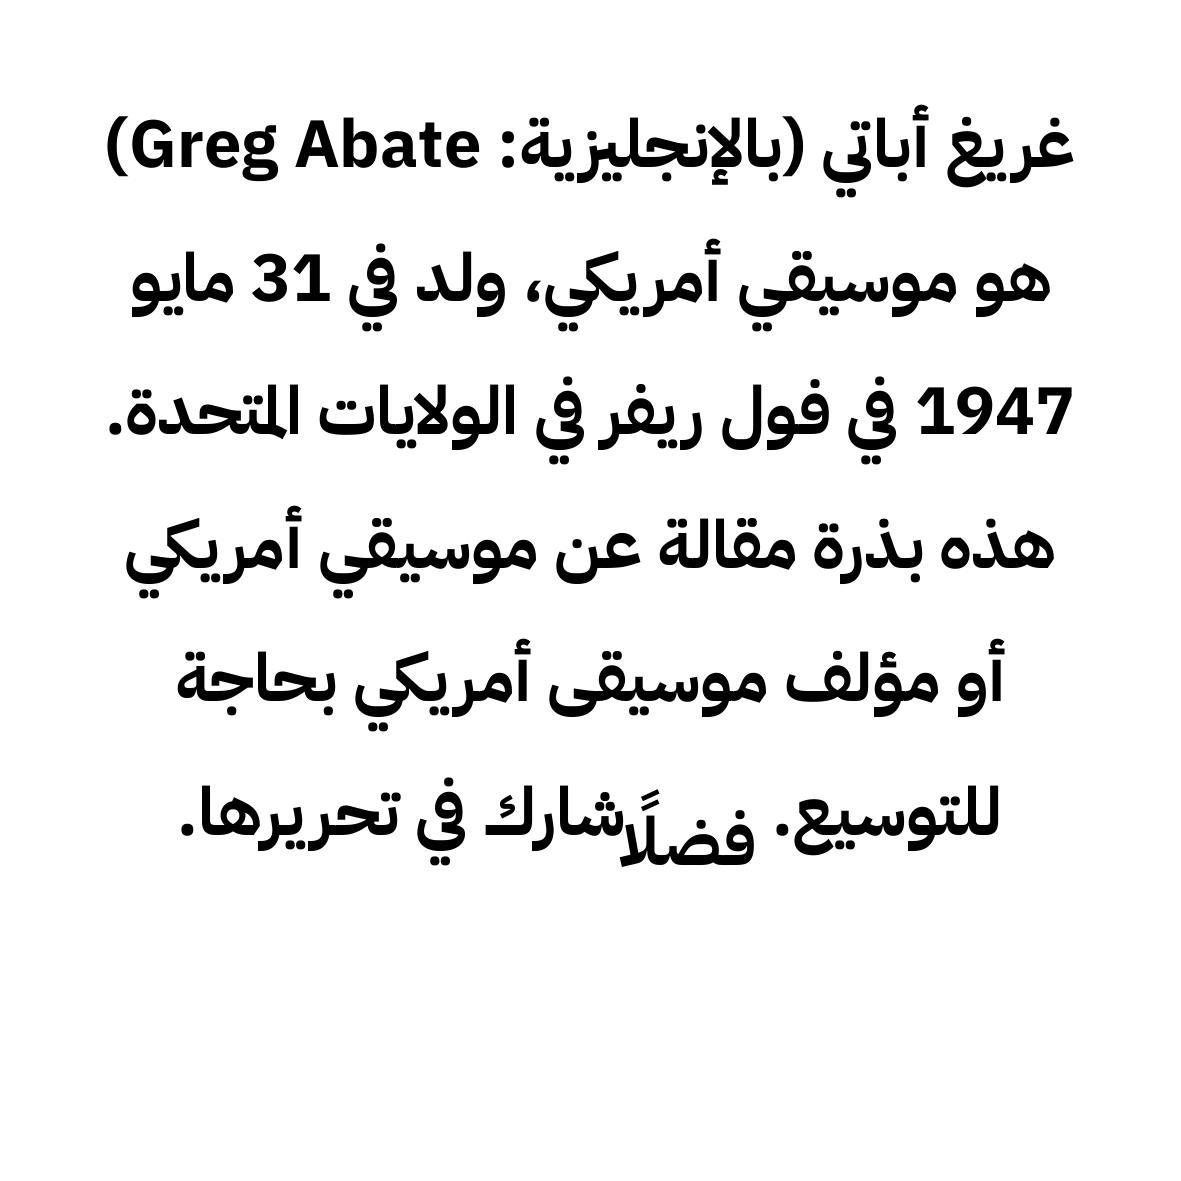 غريغ أباتي (بالإنجليزية: Greg Abate)
هو موسيقي أمريكي، ولد في 31 مايو
1947 في فول ريفر في الولايات المتحدة.
هذه بذرة مقالة عن موسيقي أمريكي
أو مؤلف موسيقى أمريكي بحاجة
للتوسيع. فضلًا شارك في تحريرها.